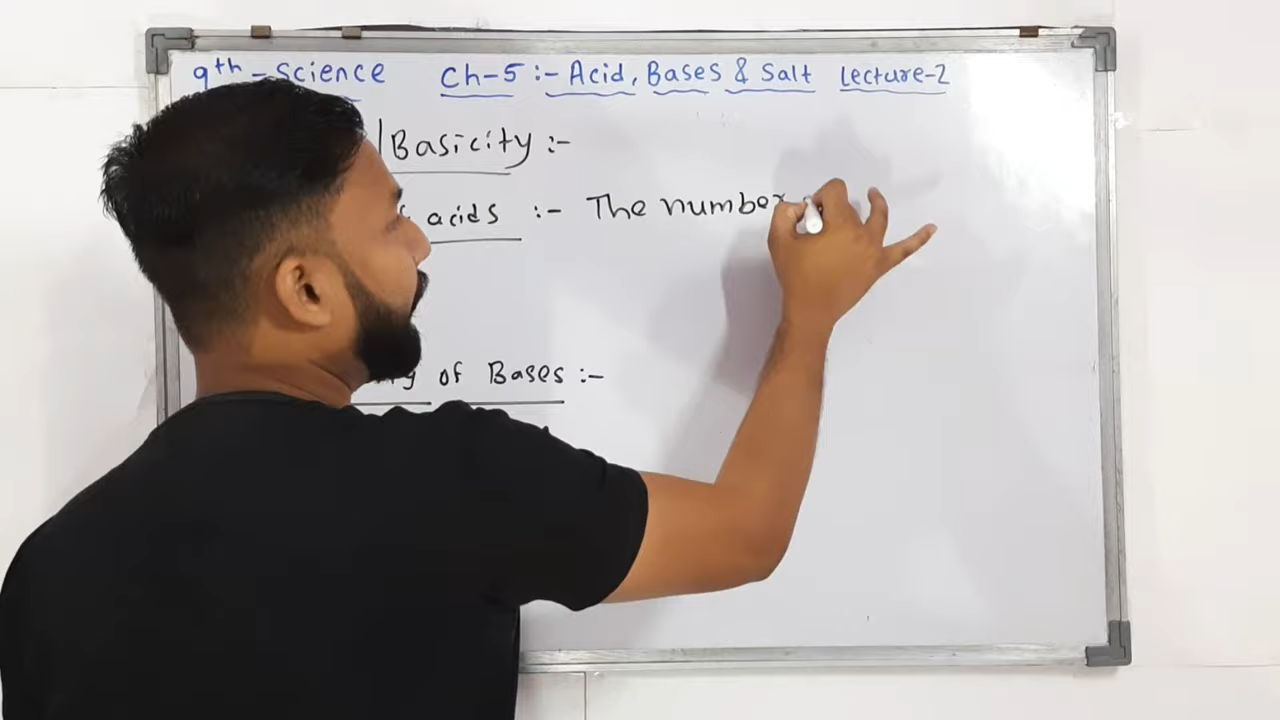 9th - Science Ch-5 :- Acid, Bases & Salt Lecture-2
|Basicity :-
acids :- The number
of Bases :-